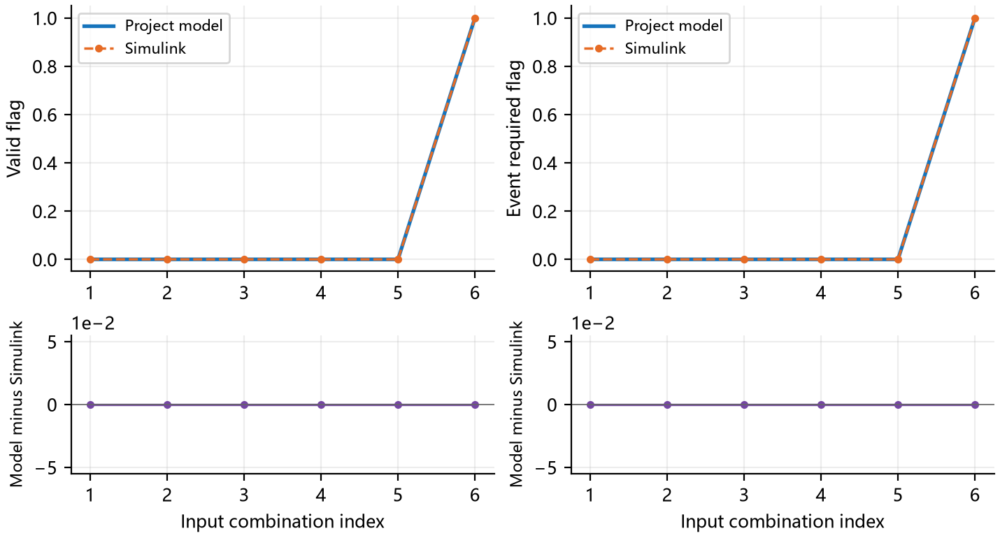 Valid flag
1.0
0.8
0.6
0.4
0.2
0.0
Project model
Simulink
1 2 3 4 5 6
Event required flag
1.0
0.8
0.6
0.4
0.2
0.0
Project model
Simulink
1 2 3 4 5 6
Model minus Simulink
1e−2
5
0
−5
1 2 3 4 5 6
Input combination index
Model minus Simulink
1e−2
5
0
−5
1 2 3 4 5 6
Input combination index